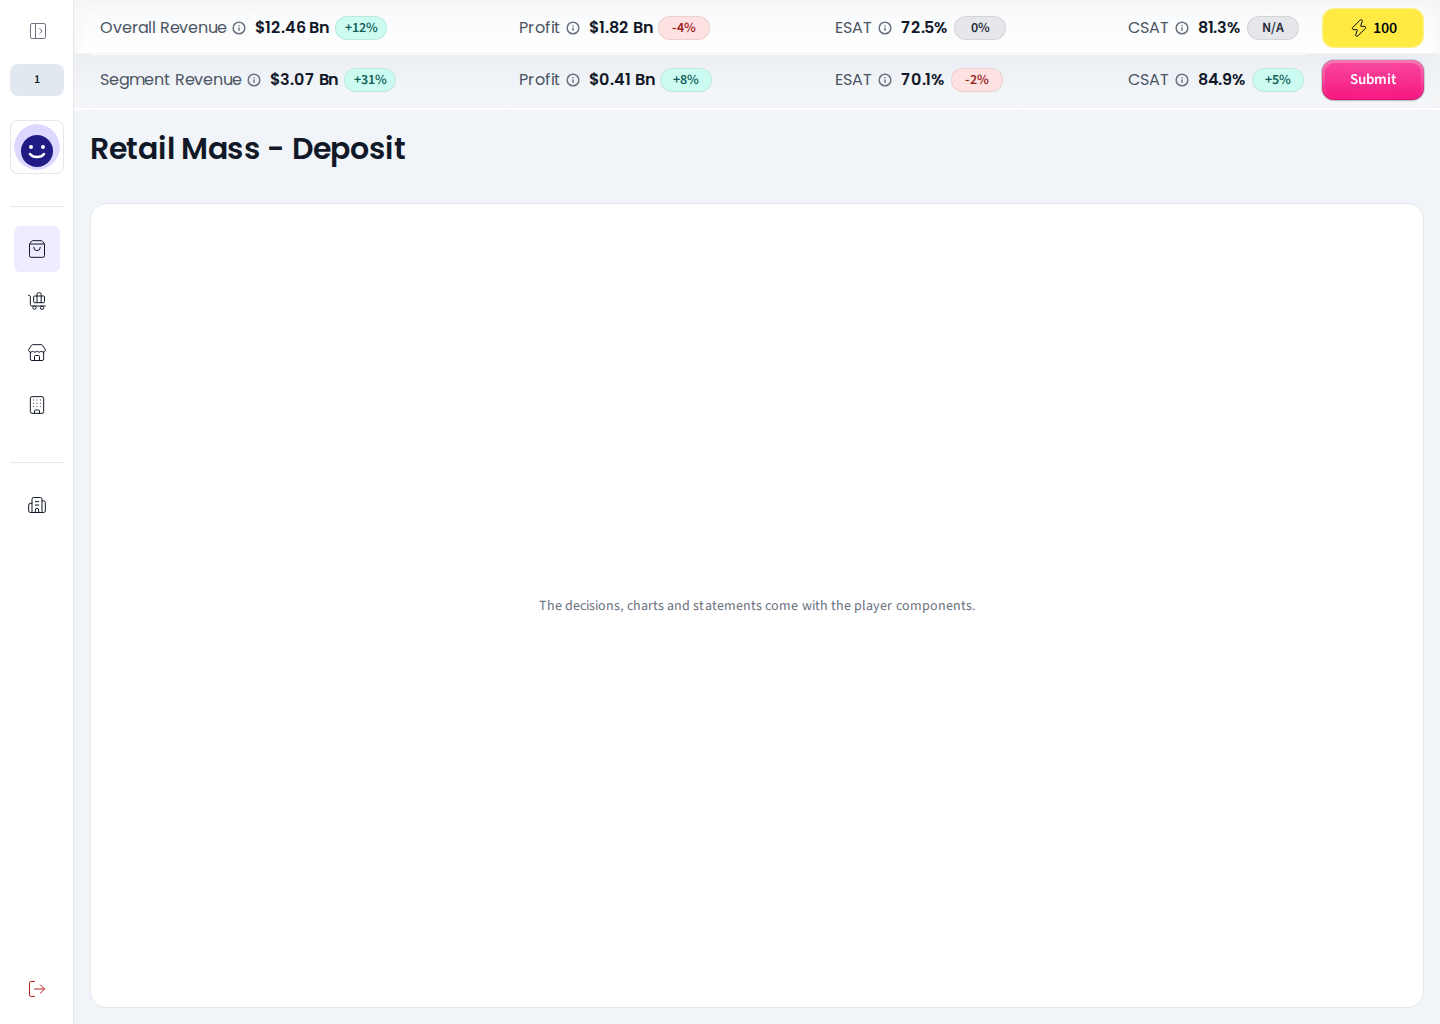 Overall Revenue $12.46 Bn +12% Profit $1.82 Bn -4% ESAT 72.5% 0% CSAT 81.3% N/A 100
1
Segment Revenue $3.07 Bn +31% Profit $0.41 Bn +8% ESAT 70.1% -2% CSAT 84.9% +5% Submit
Retail Mass - Deposit
The decisions, charts and statements come with the player components.